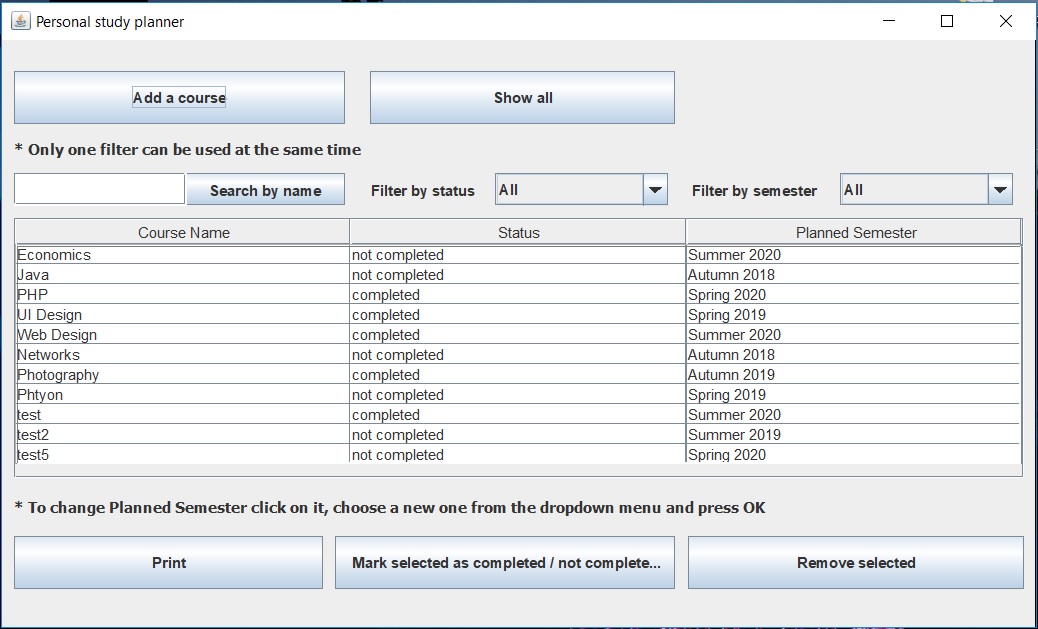 Personal study planner
Add a course Show all
* Only one filter can be used at the same time
Search by name Filter by status All Filter by semester All
Course Name Status Planned Semester
Economics not completed Summer 2020
Java not completed Autumn 2018
PHP completed Spring 2020
UI Design completed Spring 2019
Web Design completed Summer 2020
Networks not completed Autumn 2018
Photography completed Autumn 2019
Phtyon not completed Spring 2019
test completed Summer 2020
test2 not completed Summer 2019
test5 not completed Spring 2020
* To change Planned Semester click on it, choose a new one from the dropdown menu and press OK
Print Mark selected as completed / not complete... Remove selected